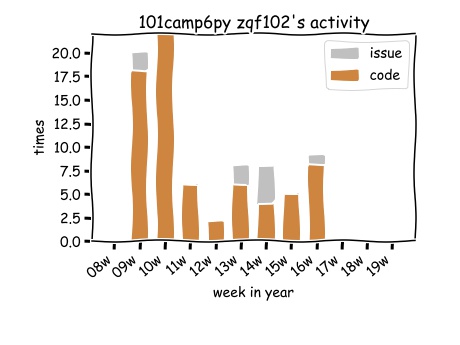 101camp6py zqf102's activity
issue
code
20.0
17.5
15.0
12.5
10.0
7.5
5.0
2.5
0.0
times
08w 09w 10w 11w 12w 13w 14w 15w 16w 17w 18w 19w
week in year